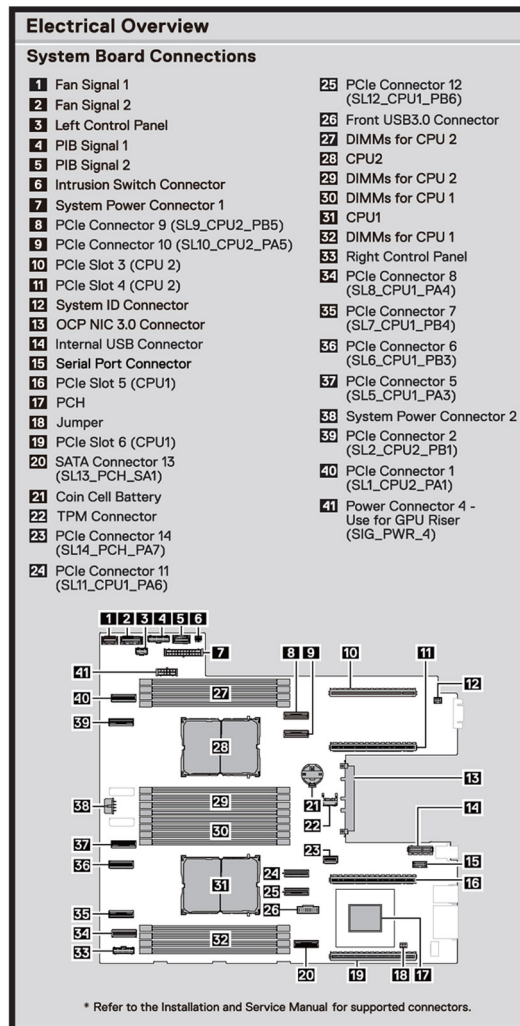 Electrical Overview
System Board Connections
1 Fan Signal 1
2 Fan Signal 2
3 Left Control Panel
4 PIB Signal 1
5 PIB Signal 2
6 Intrusion Switch Connector
7 System Power Connector 1
8 PCIe Connector 9 (SL9_CPU2_PB5)
9 PCIe Connector 10 (SL10_CPU2_PA5)
10 PCIe Slot 3 (CPU 2)
11 PCIe Slot 4 (CPU 2)
12 System ID Connector
13 OCP NIC 3.0 Connector
14 Internal USB Connector
15 Serial Port Connector
16 PCIe Slot 5 (CPU1)
17 PCH
18 Jumper
19 PCIe Slot 6 (CPU1)
20 SATA Connector 13
(SL13_PCH_SA1)
21 Coin Cell Battery
22 TPM Connector
23 PCIe Connector 14
(SL14_PCH_PA7)
24 PCIe Connector 11
(SL11_CPU1_PA6)
25 PCIe Connector 12
(SL12_CPU1_PB6)
26 Front USB3.0 Connector
27 DIMMs for CPU 2
28 CPU2
29 DIMMs for CPU 2
30 DIMMs for CPU 1
31 CPU1
32 DIMMs for CPU 1
33 Right Control Panel
34 PCIe Connector 8
(SL8_CPU1_PA4)
35 PCIe Connector 7
(SL7_CPU1_PB4)
36 PCIe Connector 6
(SL6_CPU1_PB3)
37 PCIe Connector 5
(SL5_CPU1_PA3)
38 System Power Connector 2
39 PCIe Connector 2
(SL2_CPU2_PB1)
40 PCIe Connector 1
(SL1_CPU2_PA1)
41 Power Connector 4 -
Use for GPU Riser
(SIG_PWR_4)
1 2 3 4 5 6
7
8 9 10 11
41
12
40
27
39
28
13
21
38
29
14
22
30
37
23
15
36
24
16
31
25
35
26
34
32
33
20 19 18 17
* Refer to the Installation and Service Manual for supported connectors.